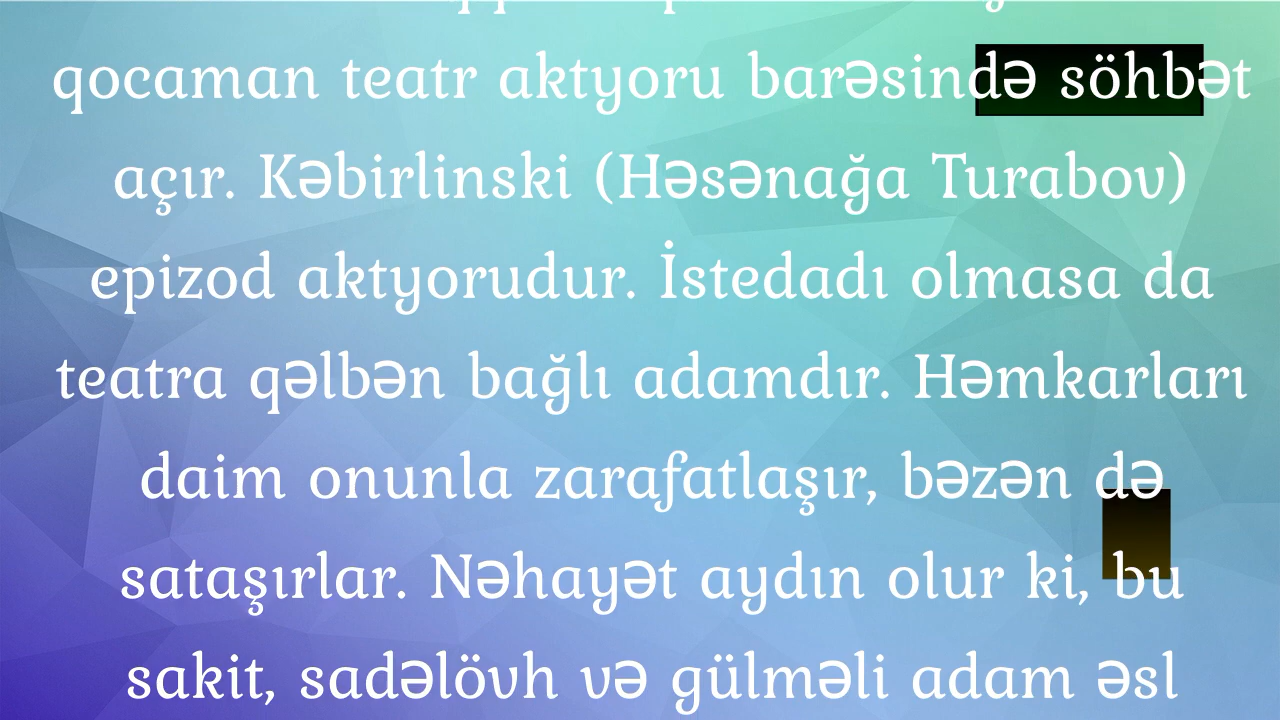 qocaman teatr aktyoru barəsində söhbət
açır. Kəbirlinski (Həsənağa Turabov)
epizod aktyorudur. İstedadı olmasa da
teatra qəlbən bağlı adamdır. Həmkarları
daim onunla zarafatlaşır, bəzən də
sataşırlar. Nəhayət aydın olur ki, bu
sakit, sadəlövh və gülməli adam əsl